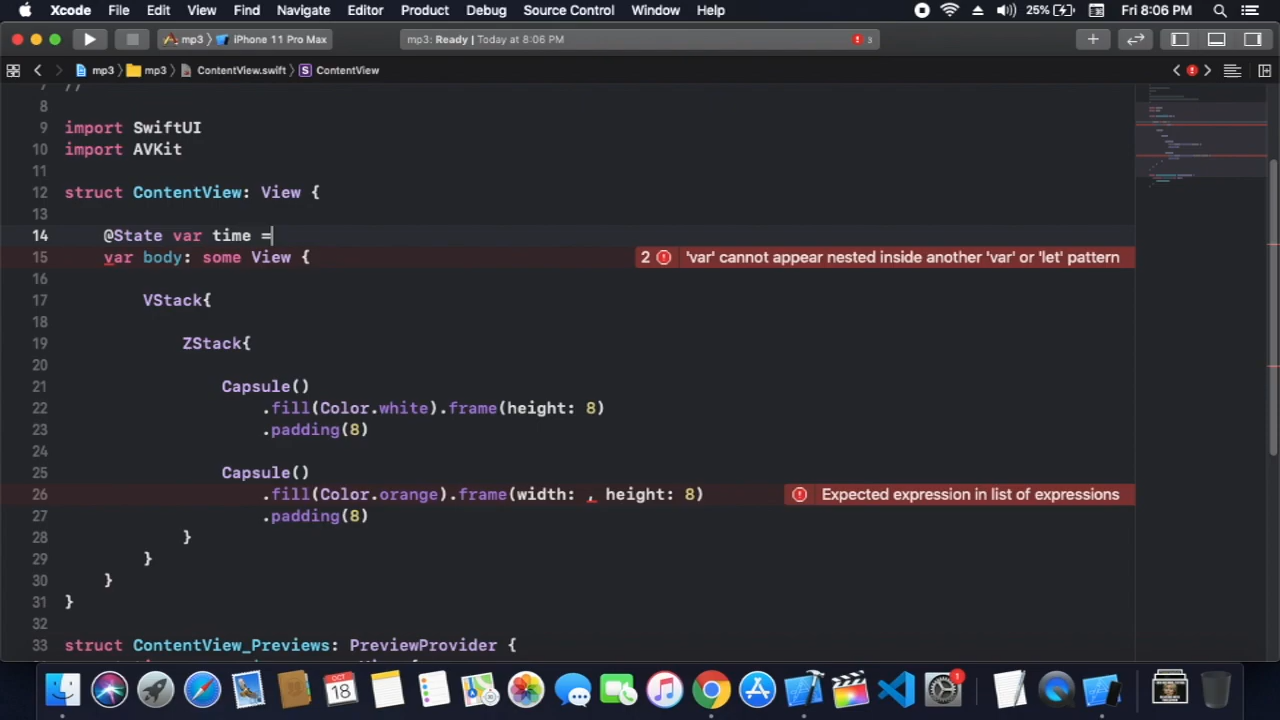 Xcode File Edit View Find Navigate Editor Product Debug Source Control Window Help 25% Fri 8:06 PM
mp3 iPhone 11 Pro Max mp3: Ready | Today at 8:06 PM 3
mp3 mp3 ContentView.swift ContentView
7 //
8
9 import SwiftUI
10 import AVKit
11
12 struct ContentView: View {
13
14 @State var time =
15 var body: some View { 2 'var' cannot appear nested inside another 'var' or 'let' pattern
16
17 VStack{
18
19 ZStack{
20
21 Capsule()
22 .fill(Color.white).frame(height: 8)
23 .padding(8)
24
25 Capsule()
26 .fill(Color.orange).frame(width: , height: 8) Expected expression in list of expressions
27 .padding(8)
28 }
29 }
30 }
31 }
32
33 struct ContentView_Previews: PreviewProvider {
OCT
18
1